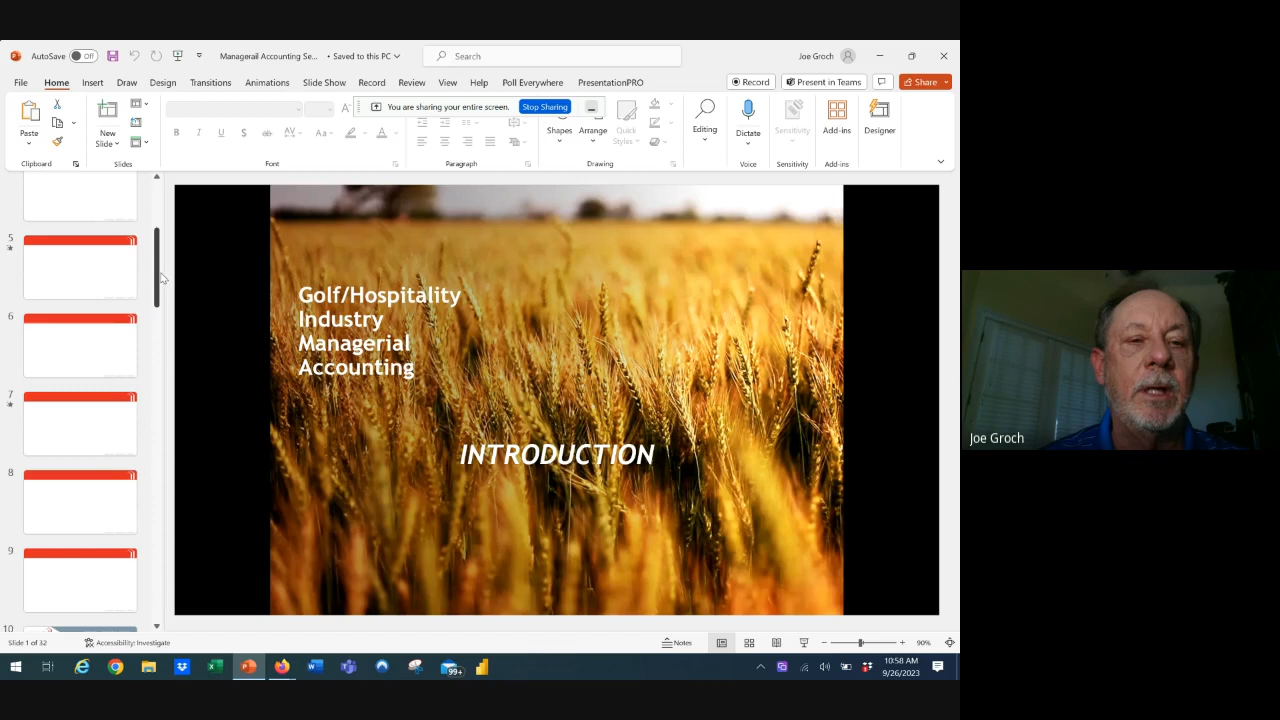 AutoSave Off
Managerail Accounting Se... • Saved to this PC
Search
Joe Groch
File Home Insert Draw Design Transitions Animations Slide Show Record Review View Help Poll Everywhere PresentationPRO
Record Present in Teams Share
You are sharing your entire screen. Stop Sharing
Paste
New
Slide
Shapes Arrange Quick
Styles
Editing
Dictate
Sensitivity
Add-ins
Designer
Clipboard Slides Font Paragraph Drawing Voice Sensitivity Add-ins
5
6
7
8
9
10
Golf/Hospitality
Industry
Managerial
Accounting
INTRODUCTION
Joe Groch
Slide 1 of 32 Accessibility: Investigate Notes 90%
99+
10:58 AM
9/26/2023